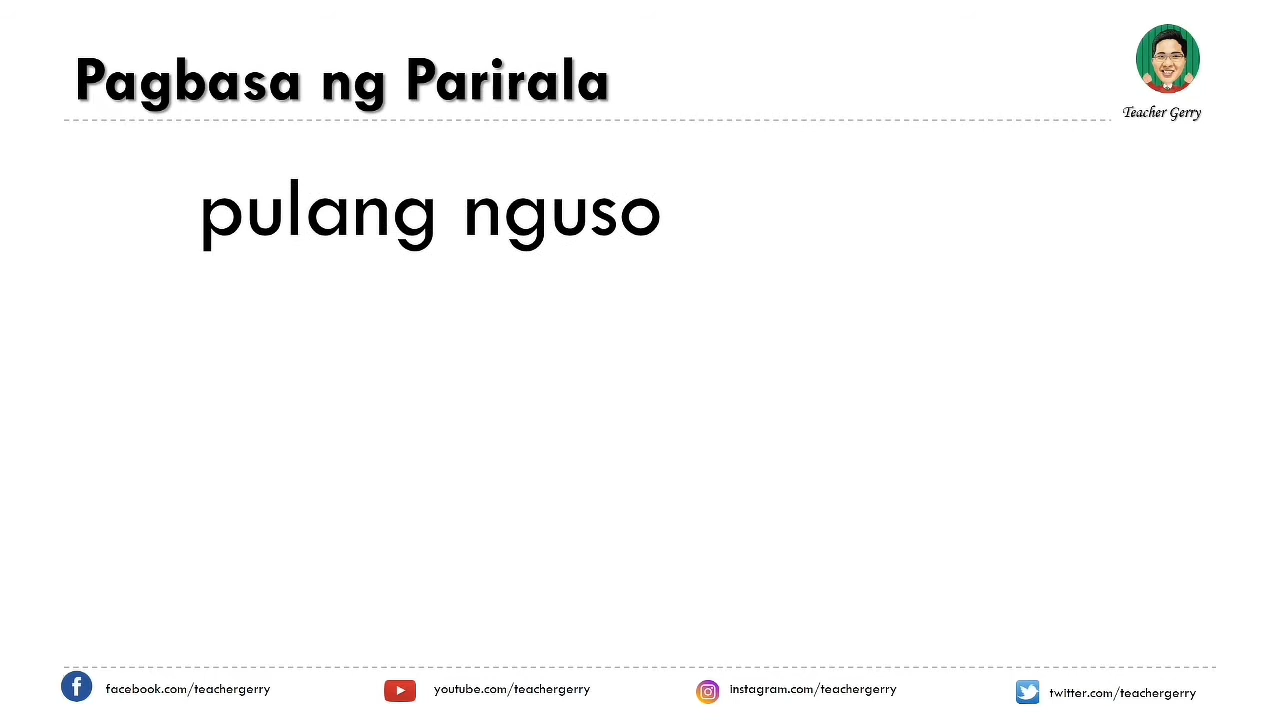 Pagbasa ng Parirala
Teacher Gerry
pulang nguso
facebook.com/teachergerry
youtube.com/teachergerry
instagram.com/teachergerry
twitter.com/teachergerry